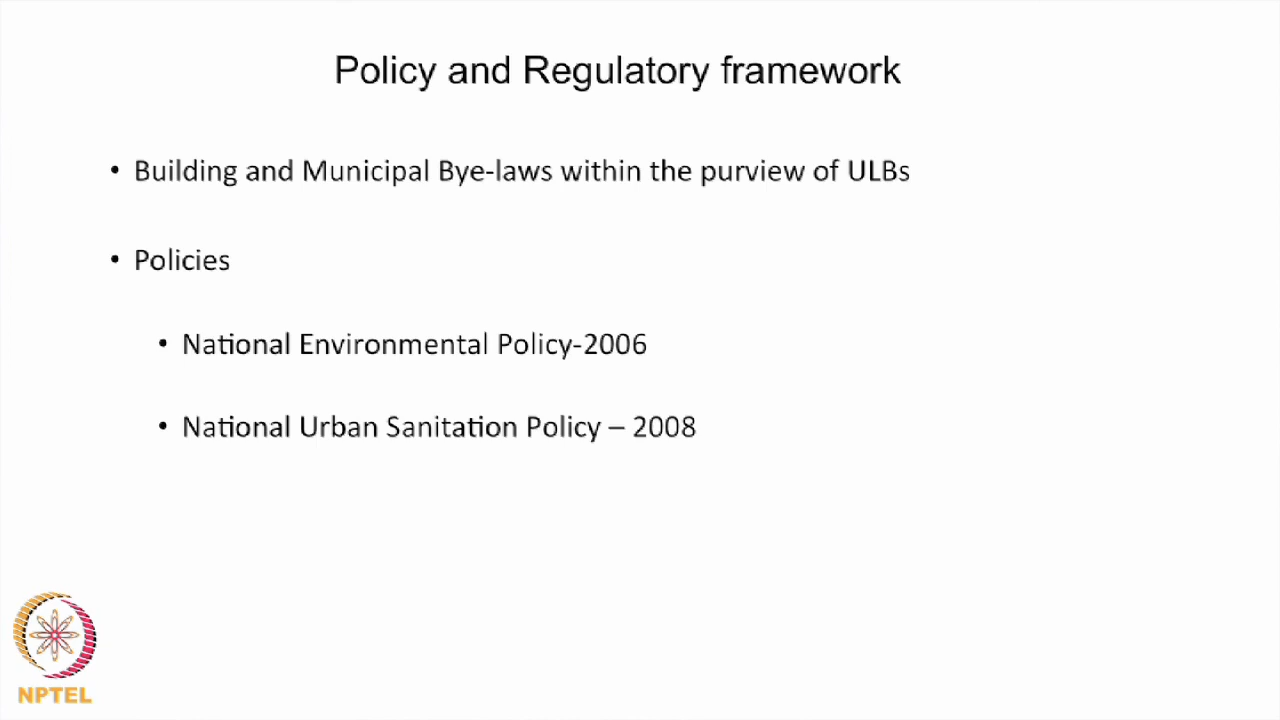 Policy and Regulatory framework
• Building and Municipal Bye-laws within the purview of ULBs
• Policies
• National Environmental Policy-2006
• National Urban Sanitation Policy – 2008
NPTEL